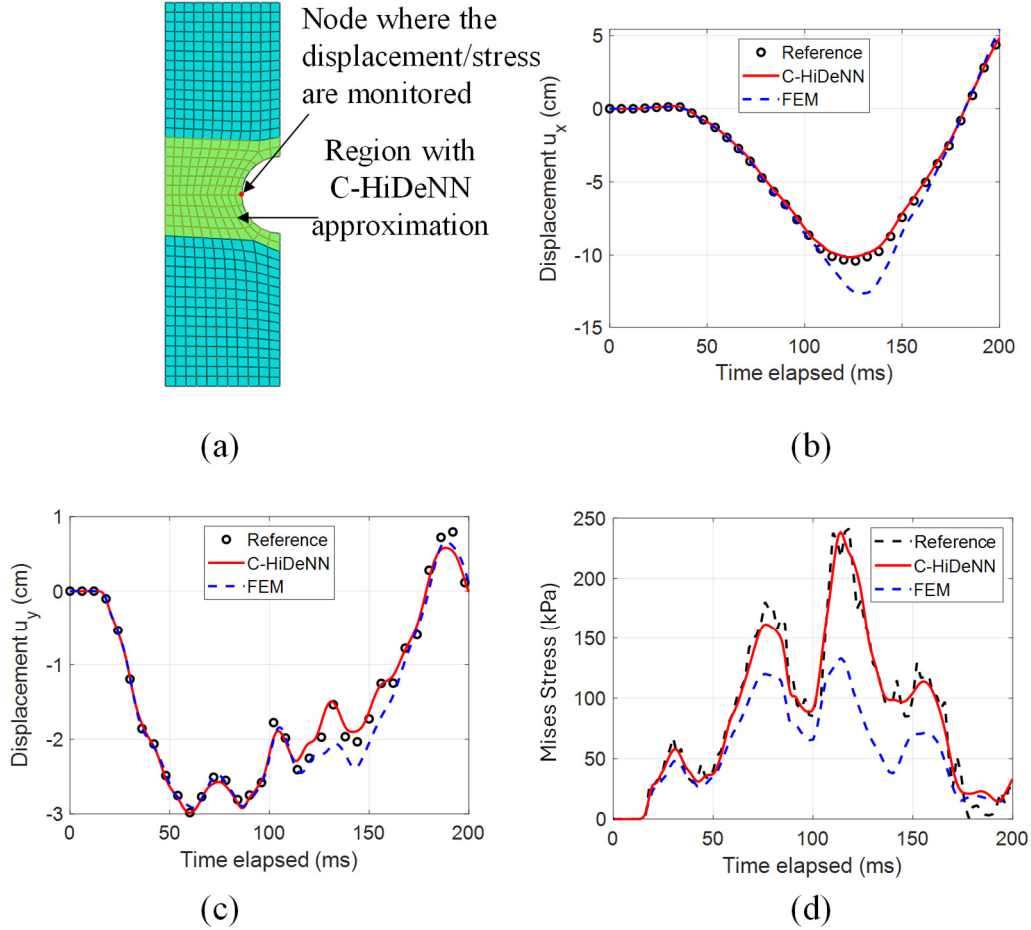 Node where the
displacement/stress
are monitored
Region with
C-HiDeNN
approximation
(a)
5
0
-5
-10
-15
Displacement u_x (cm)
Reference
C-HiDeNN
FEM
0
50
100
150
200
Time elapsed (ms)
(b)
1
0
-1
-2
-3
Displacement u_y (cm)
Reference
C-HiDeNN
FEM
0
50
100
150
200
Time elapsed (ms)
(c)
250
200
150
100
50
0
Mises Stress (kPa)
Reference
C-HiDeNN
FEM
0
50
100
150
200
Time elapsed (ms)
(d)